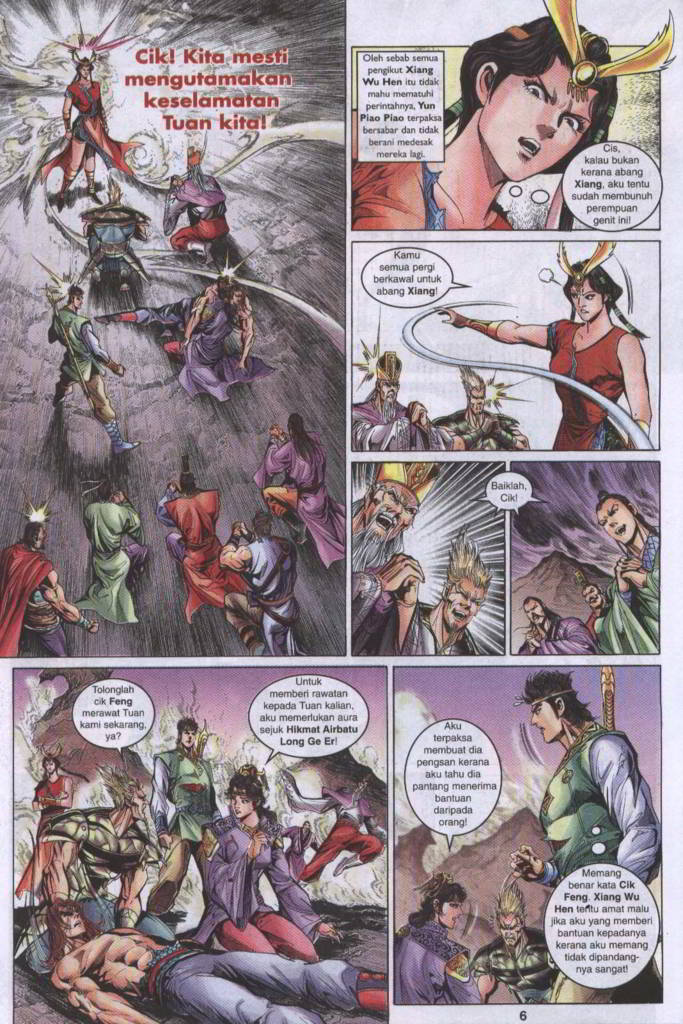 Cik! Kita mesti
mengutamakan
keselamatan
Tuan kita!
Oleh sebab semua
pengikut Xiang
Wu Hen itu tidak
mahu mematuhi
perintahnya, Yun
Piao Piao terpaksa
bersabar dan tidak
berani medesak
mereka lagi.
Cis,
kalau bukan
kerana abang
Xiang, aku tentu
sudah membunuh
perempuan
genit ini!
Kamu
semua pergi
berkawal untuk
abang Xiang!
Baiklah,
Cik!
Tolonglah
cik Feng
merawat Tuan
kami sekarang,
ya?
Untuk
memberi rawatan
kepada Tuan kalian,
aku memerlukan aura
sejuk Hikmat Airbatu
Long Ge Er!
Aku
terpaksa
membuat dia
pengsan kerana
aku tahu dia
pantang menerima
bantuan
daripada
orang!
Memang
benar kata Cik
Feng. Xiang Wu
Hen tentu amat malu
jika aku yang memberi
bantuan kepadanya
kerana aku memang
tidak dipandang-
nya sangat!
6